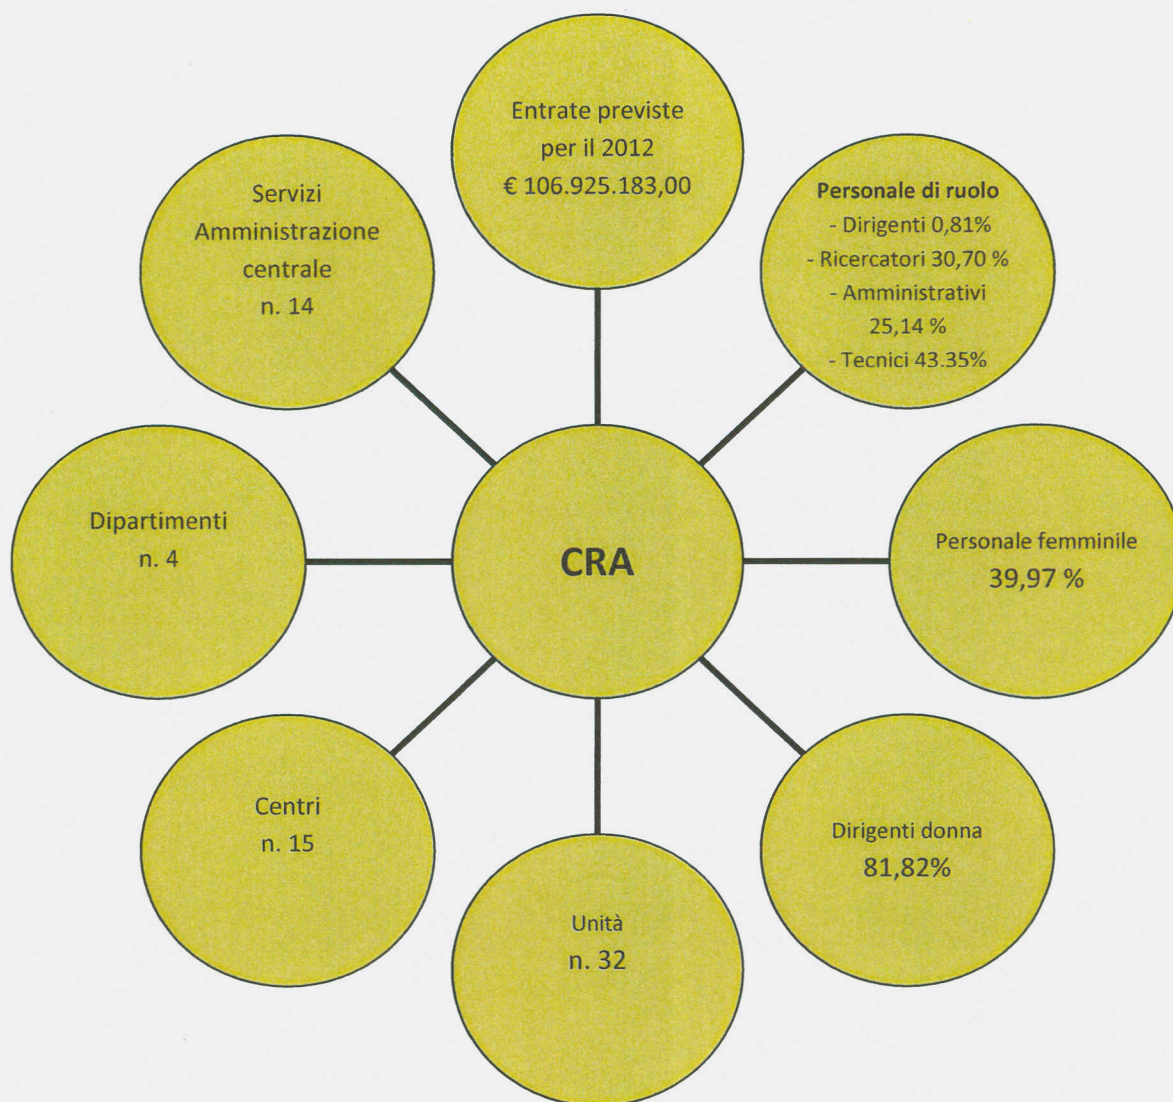 Entrate previste
per il 2012
€ 106.925.183,00
Servizi
Amministrazione
centrale
n. 14
Personale di ruolo
- Dirigenti 0,81%
- Ricercatori 30,70 %
- Amministrativi
25,14 %
- Tecnici 43.35%
Dipartimenti
n. 4
CRA
Personale femminile
39,97 %
Centri
n. 15
Dirigenti donna
81,82%
Unità
n. 32